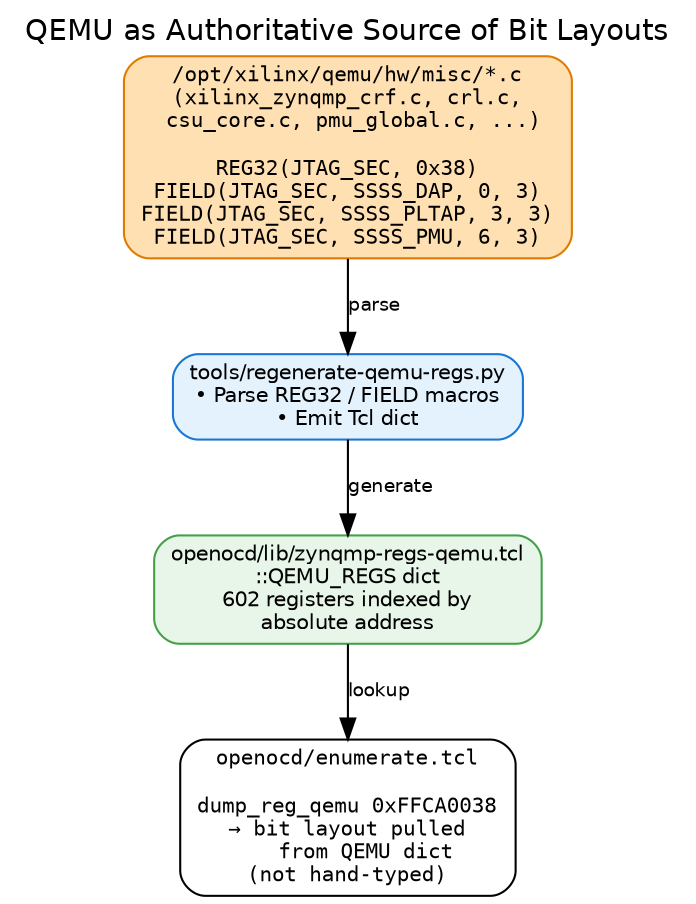 QEMU as Authoritative Source of Bit Layouts
/opt/xilinx/qemu/hw/misc/*.c
(xilinx_zynqmp_crf.c, crl.c,
csu_core.c, pmu_global.c, ...)
REG32(JTAG_SEC, 0x38)
FIELD(JTAG_SEC, SSSS_DAP, 0, 3)
FIELD(JTAG_SEC, SSSS_PLTAP, 3, 3)
FIELD(JTAG_SEC, SSSS_PMU, 6, 3)
parse
tools/regenerate-qemu-regs.py
• Parse REG32 / FIELD macros
• Emit Tcl dict
generate
openocd/lib/zynqmp-regs-qemu.tcl
::QEMU_REGS dict
602 registers indexed by
absolute address
lookup
openocd/enumerate.tcl
dump_reg_qemu 0xFFCA0038
→ bit layout pulled
from QEMU dict
(not hand-typed)